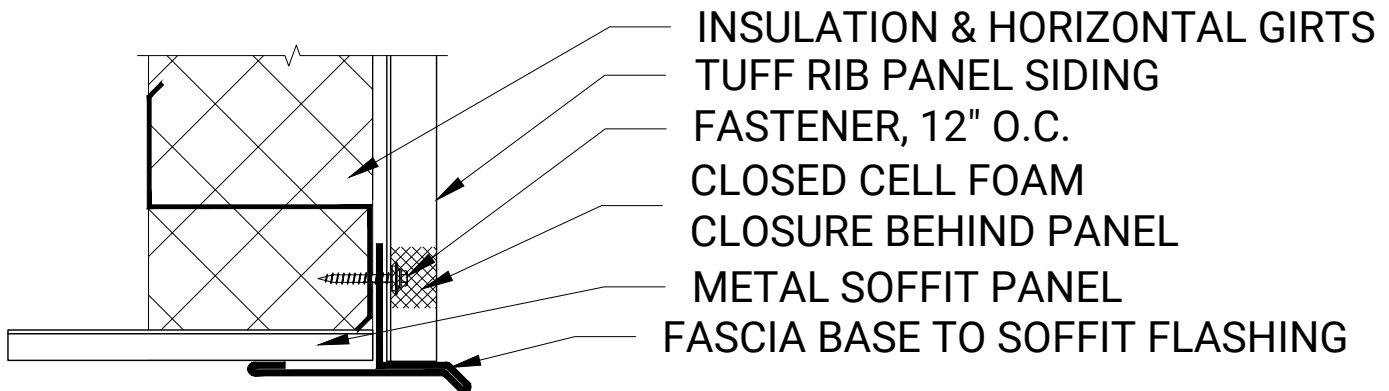 INSULATION & HORIZONTAL GIRTS
TUFF RIB PANEL SIDING
FASTENER, 12" O.C.
CLOSED CELL FOAM
CLOSURE BEHIND PANEL
METAL SOFFIT PANEL
FASCIA BASE TO SOFFIT FLASHING